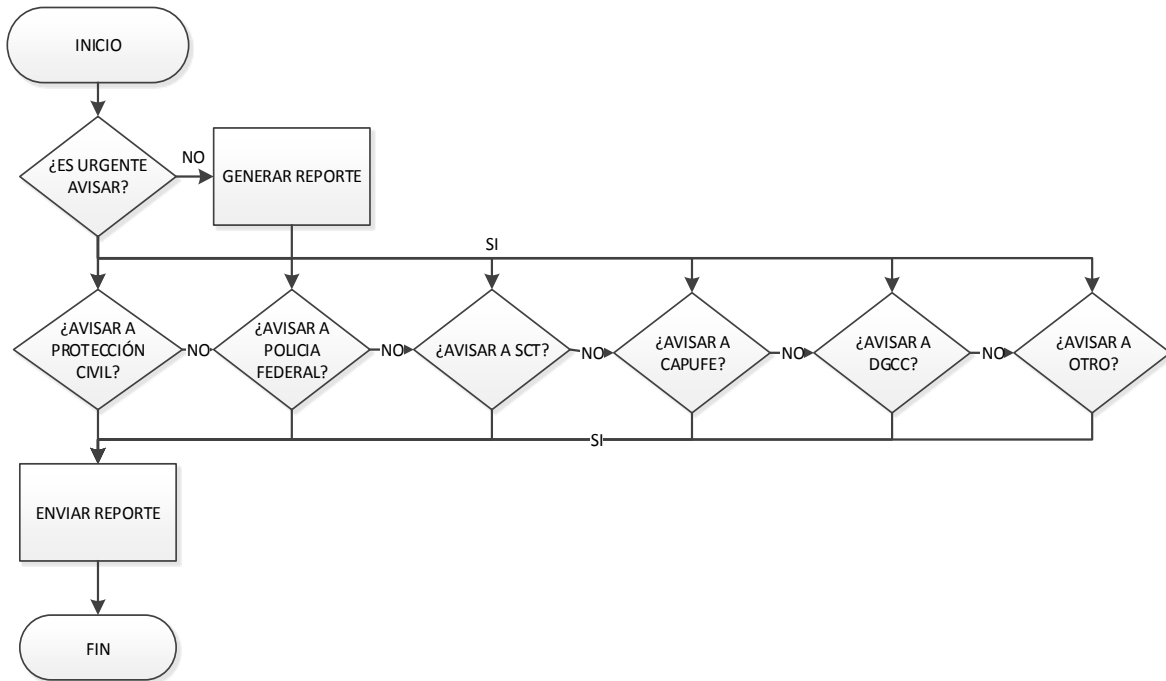 INICIO
¿ES URGENTE
AVISAR?
NO
GENERAR REPORTE
SI
¿AVISAR A
PROTECCIÓN
CIVIL?
NO
¿AVISAR A
POLICIA
FEDERAL?
NO
¿AVISAR A SCT?
NO
¿AVISAR A
CAPUFE?
NO
¿AVISAR A
DGCC?
NO
¿AVISAR A
OTRO?
SI
ENVIAR REPORTE
FIN